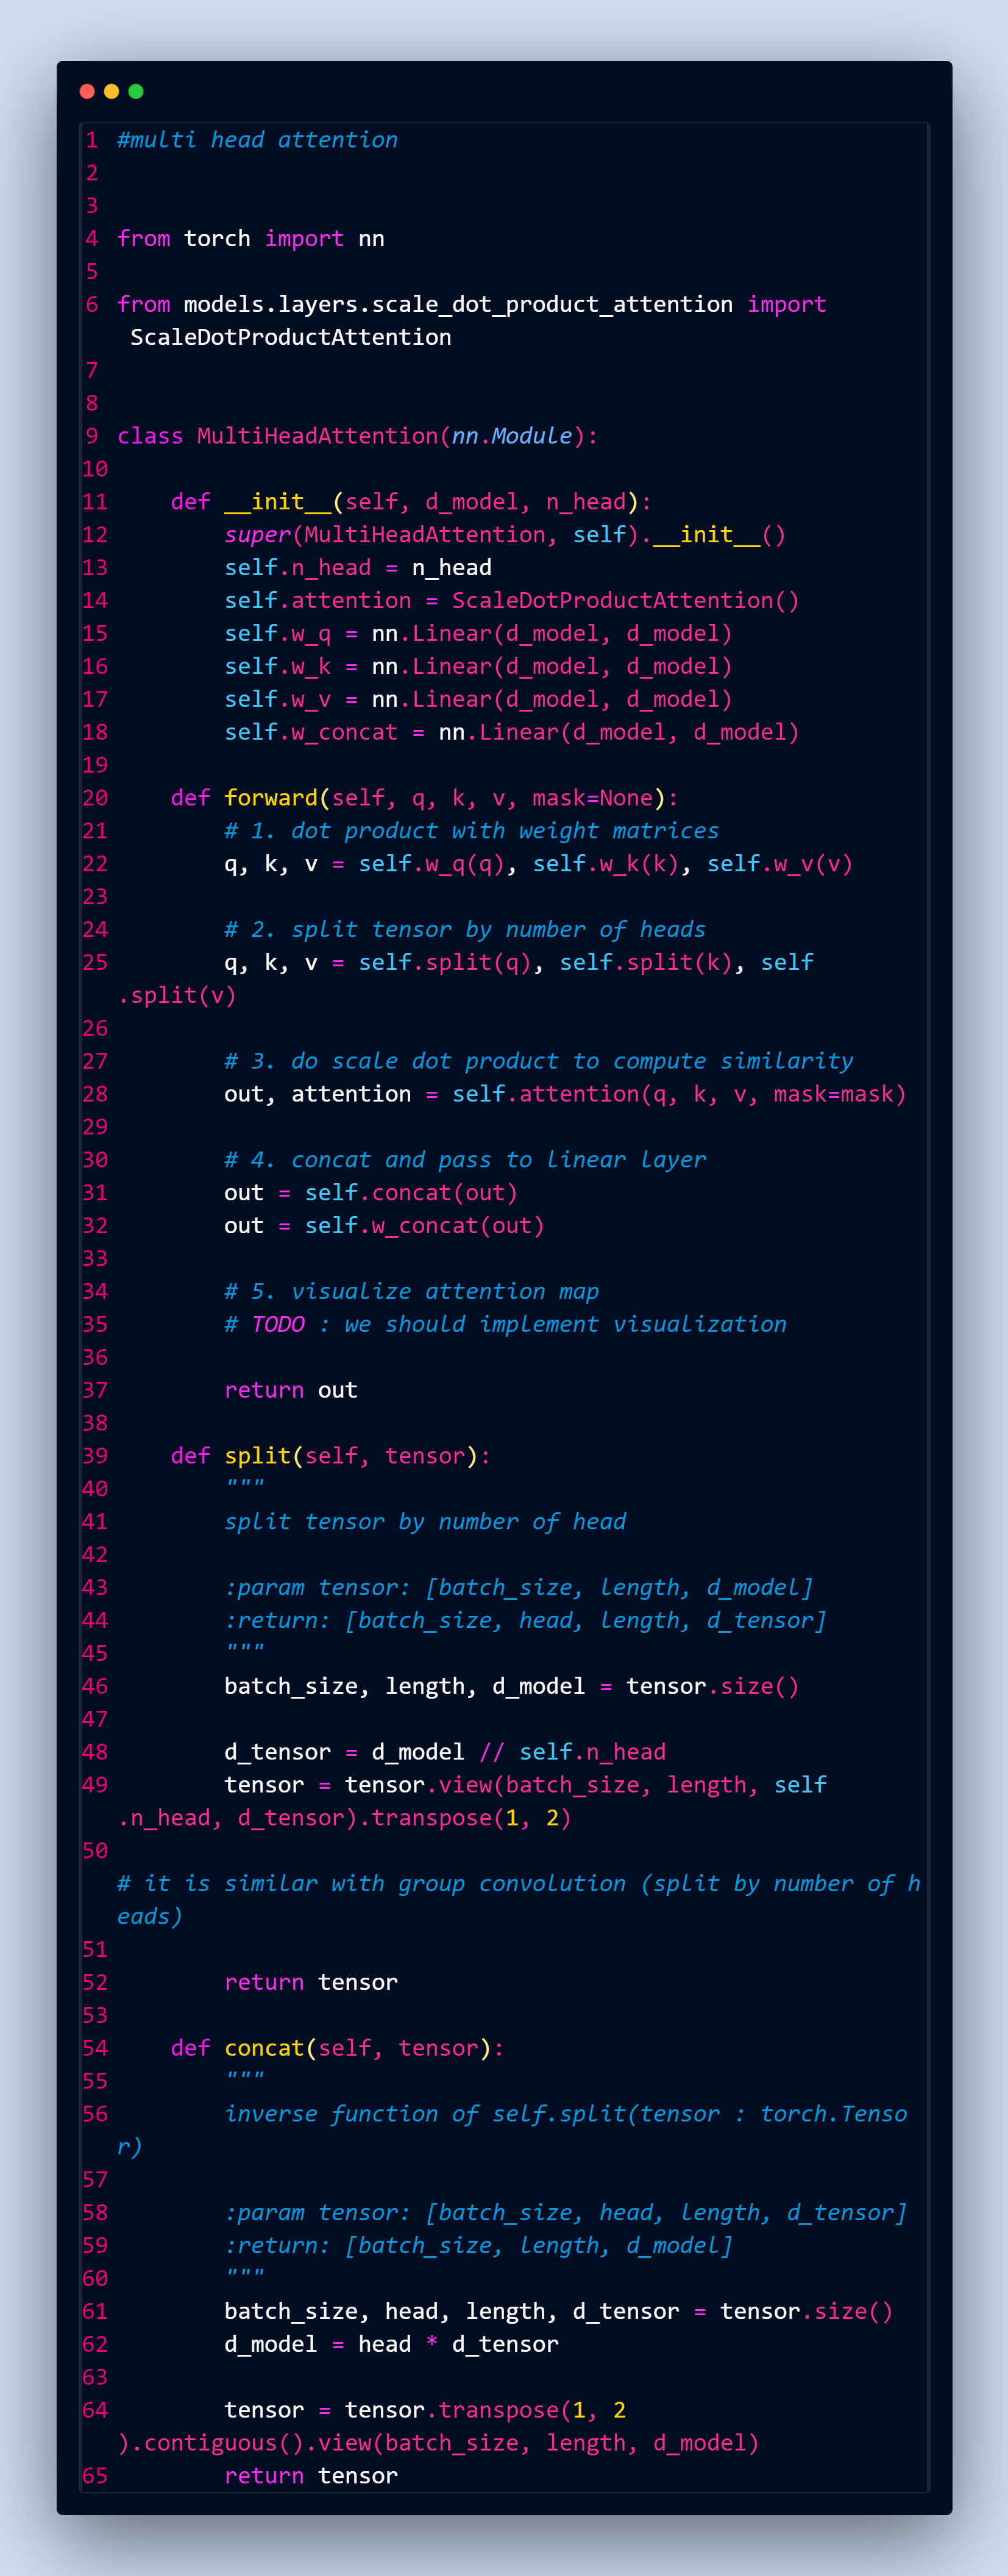 1 #multi head attention
2
3
4 from torch import nn
5
6 from models.layers.scale_dot_product_attention import
 ScaleDotProductAttention
7
8
9 class MultiHeadAttention(nn.Module):
10
11     def __init__(self, d_model, n_head):
12         super(MultiHeadAttention, self).__init__()
13         self.n_head = n_head
14         self.attention = ScaleDotProductAttention()
15         self.w_q = nn.Linear(d_model, d_model)
16         self.w_k = nn.Linear(d_model, d_model)
17         self.w_v = nn.Linear(d_model, d_model)
18         self.w_concat = nn.Linear(d_model, d_model)
19
20     def forward(self, q, k, v, mask=None):
21         # 1. dot product with weight matrices
22         q, k, v = self.w_q(q), self.w_k(k), self.w_v(v)
23
24         # 2. split tensor by number of heads
25         q, k, v = self.split(q), self.split(k), self
.split(v)
26
27         # 3. do scale dot product to compute similarity
28         out, attention = self.attention(q, k, v, mask=mask)
29
30         # 4. concat and pass to linear layer
31         out = self.concat(out)
32         out = self.w_concat(out)
33
34         # 5. visualize attention map
35         # TODO : we should implement visualization
36
37         return out
38
39     def split(self, tensor):
40         """
41         split tensor by number of head
42
43         :param tensor: [batch_size, length, d_model]
44         :return: [batch_size, head, length, d_tensor]
45         """
46         batch_size, length, d_model = tensor.size()
47
48         d_tensor = d_model // self.n_head
49         tensor = tensor.view(batch_size, length, self
.n_head, d_tensor).transpose(1, 2)
50
# it is similar with group convolution (split by number of h
eads)
51
52         return tensor
53
54     def concat(self, tensor):
55         """
56         inverse function of self.split(tensor : torch.Tenso
r)
57
58         :param tensor: [batch_size, head, length, d_tensor]
59         :return: [batch_size, length, d_model]
60         """
61         batch_size, head, length, d_tensor = tensor.size()
62         d_model = head * d_tensor
63
64         tensor = tensor.transpose(1, 2
).contiguous().view(batch_size, length, d_model)
65         return tensor